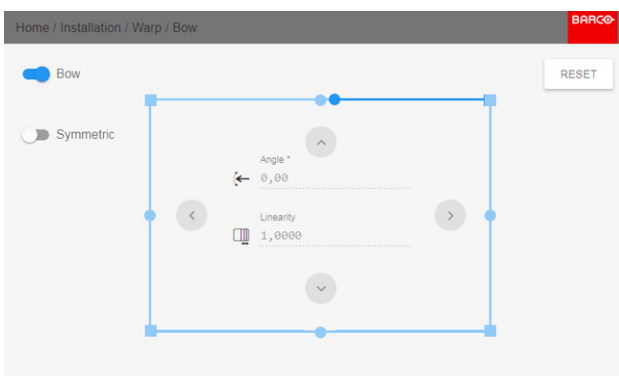 Home / Installation / Warp / Bow
BARCO
Bow
RESET
Symmetric
Angle *
0,00
Linearity
1,0000